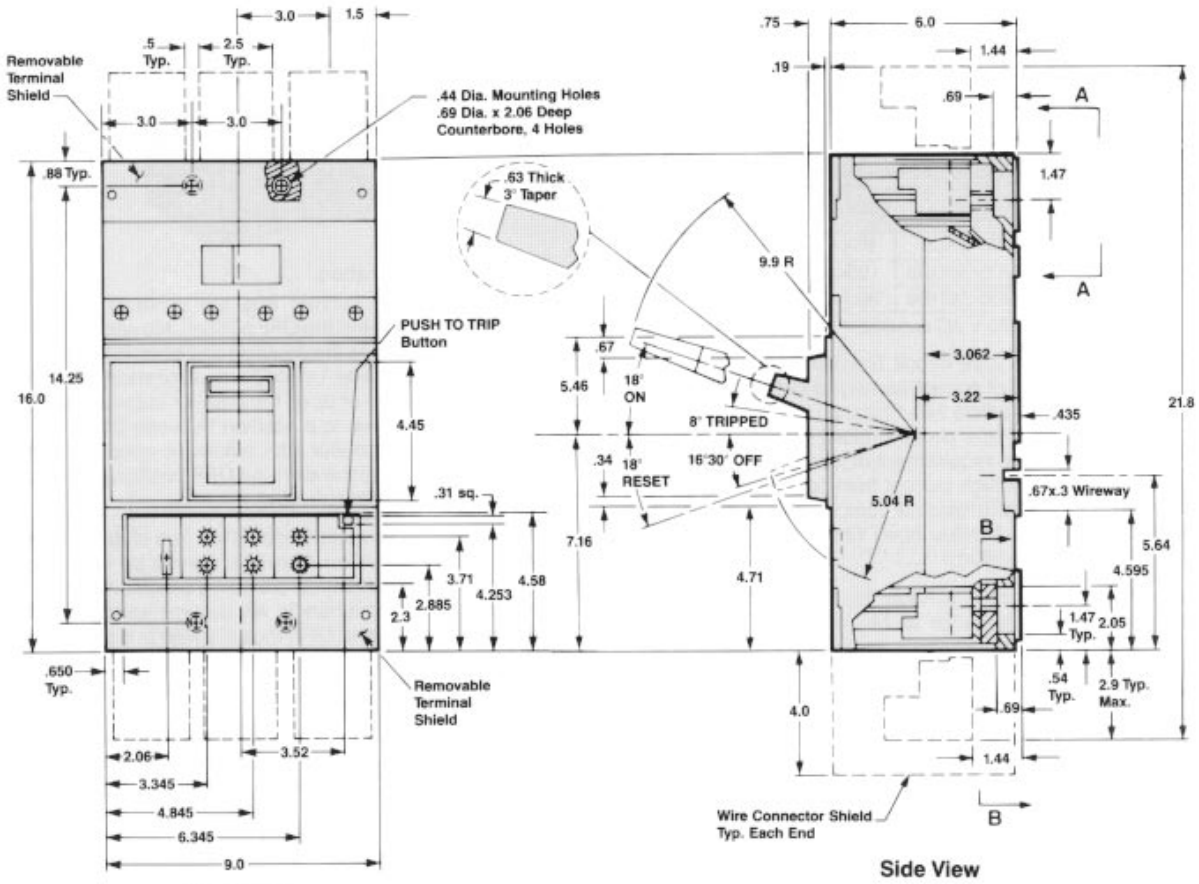 3.0
1.5
.5
Typ.
2.5
Typ.
Removable
Terminal
Shield
3.0
3.0
.44 Dia. Mounting Holes
.69 Dia. x 2.06 Deep
Counterbore, 4 Holes
.88 Typ.
.63 Thick
3° Taper
16.0
14.25
PUSH TO TRIP
Button
4.45
.31 sq.
3.71
4.58
4.253
2.885
2.3
.650
Typ.
Removable
Terminal
Shield
2.06
3.52
3.345
4.845
6.345
9.0
.75
6.0
1.44
.19
.69
A
1.47
9.9 R
A
.67
5.46
18°
ON
3.062
3.22
21.8
8° TRIPPED
.435
.34
18°
RESET
16°30' OFF
5.04 R
.67x.3 Wireway
B
5.64
7.16
4.71
4.595
1.47
Typ.
2.05
.54
Typ.
2.9 Typ.
Max.
4.0
.69
1.44
Wire Connector Shield
Typ. Each End
B
Side View